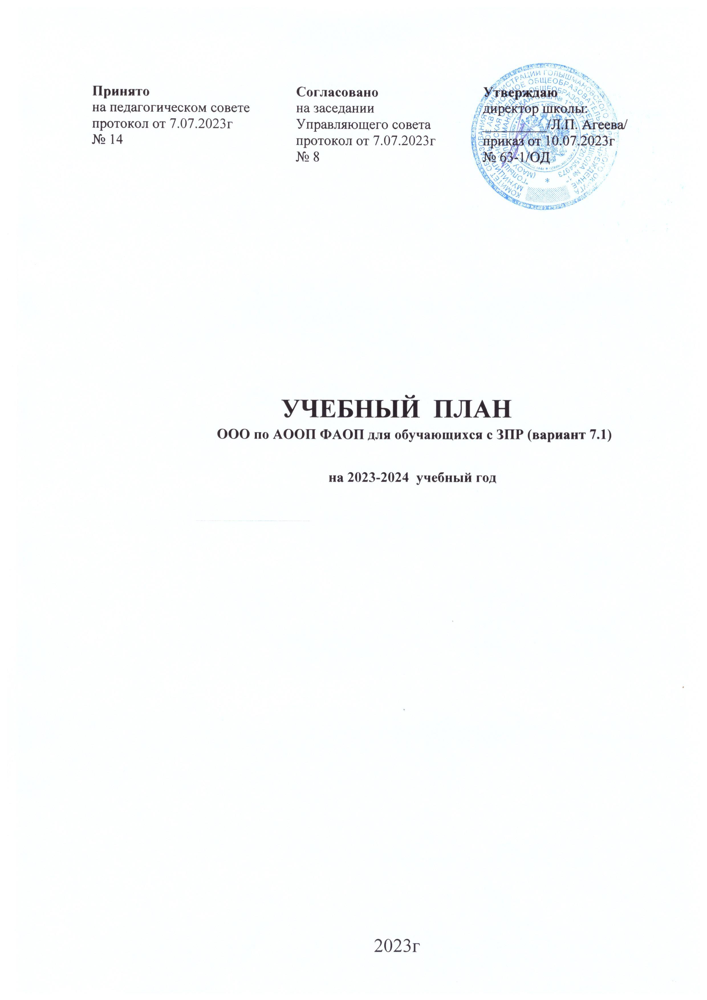 Принято
на педагогическом совете
протокол от 7.07.2023г
№ 14
Согласовано
на заседании
Управляющего совета
протокол от 7.07.2023г
№ 8
Утверждаю
директор школы:
_________/Л.П. Агеева/
приказ от 10.07.2023г
№ 63-1/ОД
УЧЕБНЫЙ ПЛАН
ООО по АООП ФАОП для обучающихся с ЗПР (вариант 7.1)
на 2023-2024 учебный год
2023г